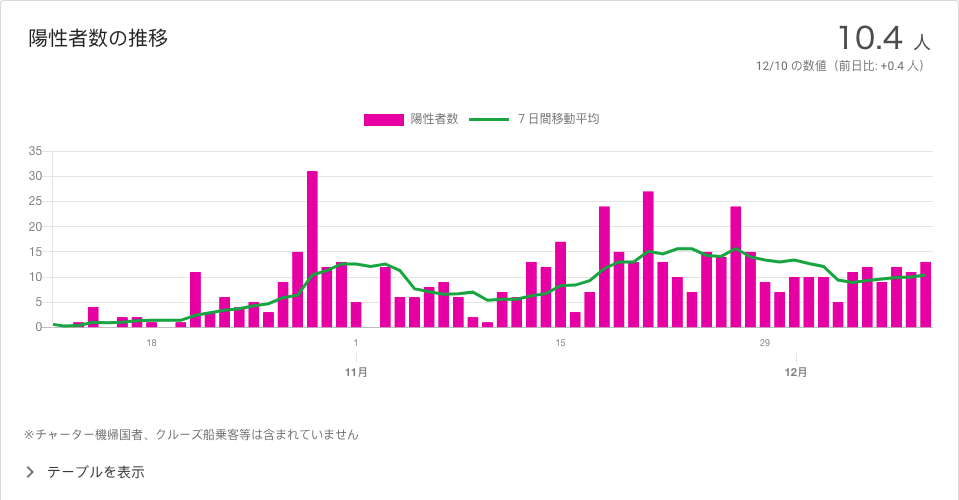 陽性者数の推移
10.4 人
12/10 の数値（前日比: +0.4 人）
陽性者数 7 日間移動平均
35
30
25
20
15
10
5
0
18 1 15 29
11月 12月
※チャーター機帰国者、クルーズ船乗客等は含まれていません
テーブルを表示